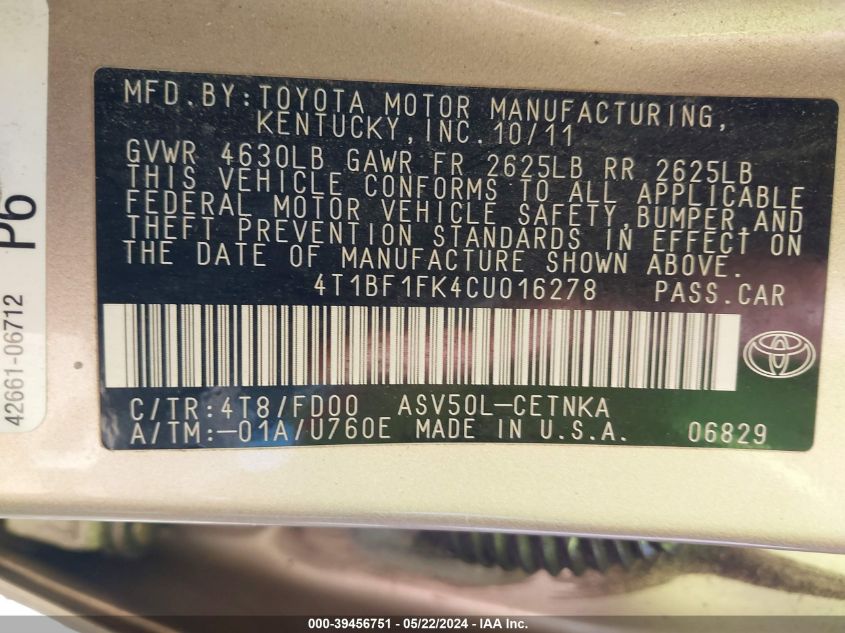 MFD.BY:TOYOTA MOTOR MANUFACTURING,
KENTUCKY,INC.10/11
GVWR 4630LB GAWR FR 2625LB RR 2625LB
THIS VEHICLE CONFORMS TO ALL APPLICABLE
FEDERAL MOTOR VEHICLE SAFETY,BUMPER,AND
THEFT PREVENTION STANDARDS IN EFFECT ON
THE DATE OF MANUFACTURE SHOWN ABOVE.
4T1BF1FK4CU016278 PASS.CAR
C/TR:4T8/FD00 ASV50L-CETNKA
A/TM:-01A/U760E MADE IN U.S.A. 06829
42661-06712 P6
000-39456751 - 05/22/2024 - IAA Inc.